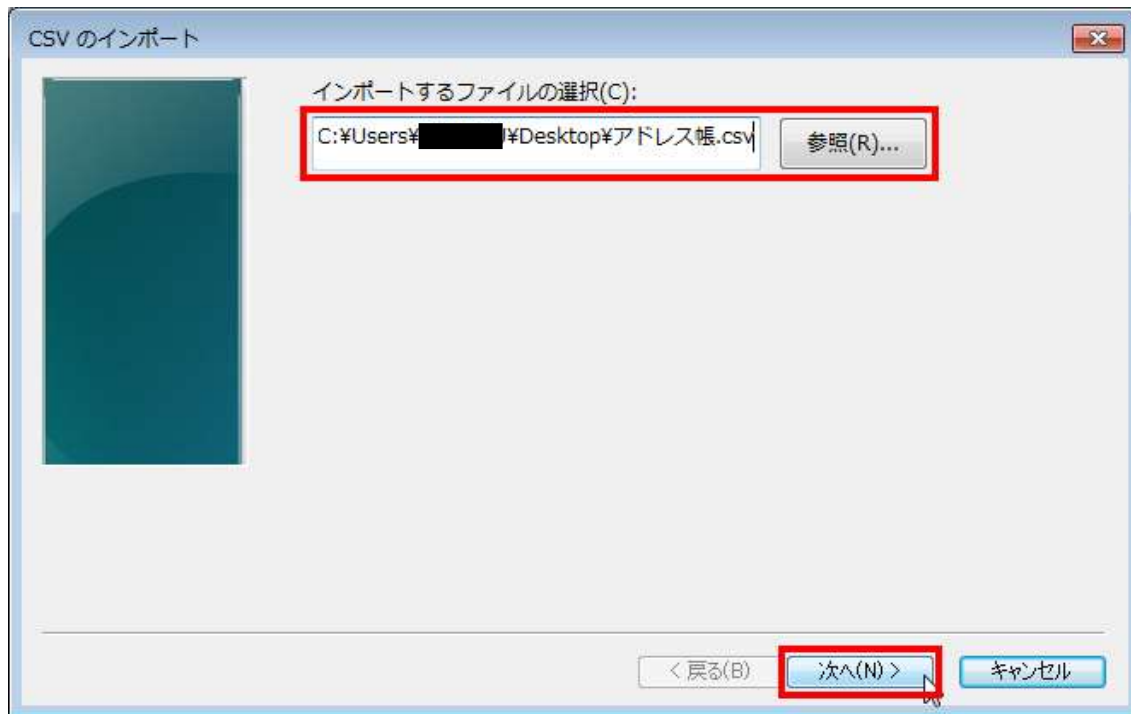 CSV のインポート
インポートするファイルの選択(C):
C:¥Users¥ ¥Desktop¥アドレス帳.csv
参照(R)...
< 戻る(B)
次へ(N) >
キャンセル